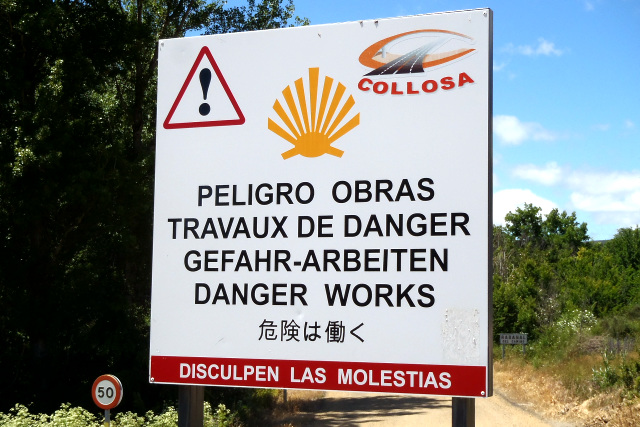 COLLOSA
PELIGRO OBRAS
TRAVAUX DE DANGER
GEFAHR-ARBEITEN
DANGER WORKS
危険は働く
DISCULPEN LAS MOLESTIAS
50